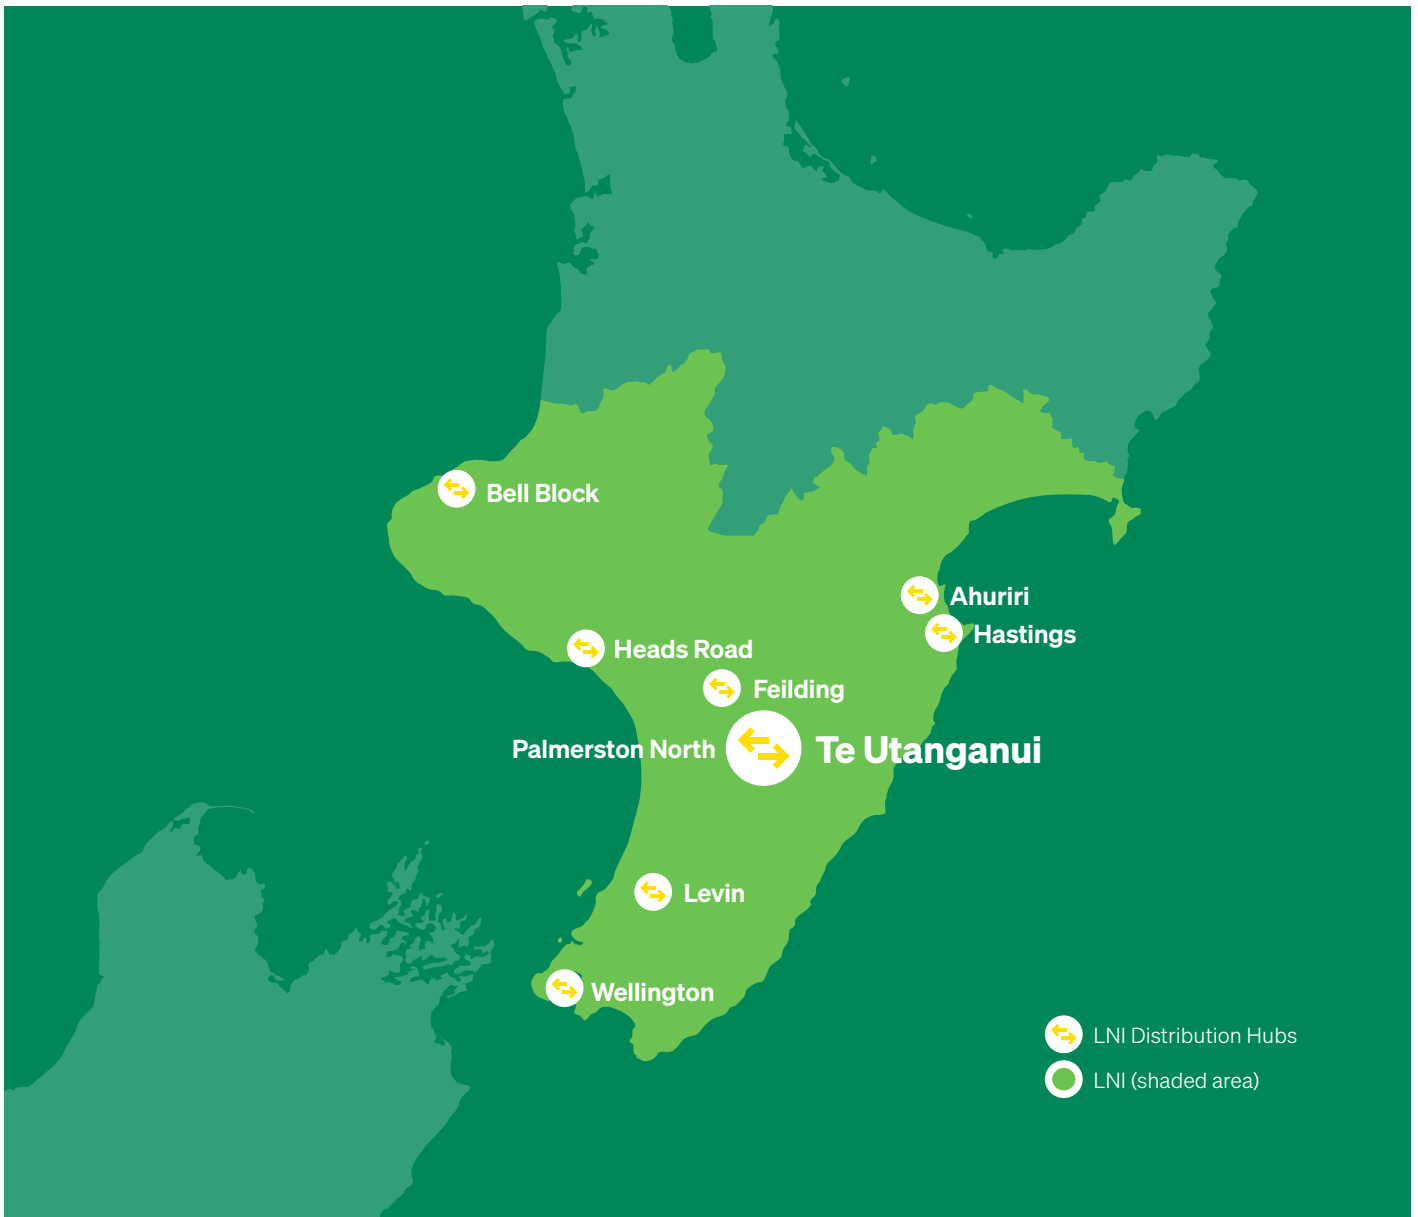 Bell Block
Ahuriri
Hastings
Heads Road
Feilding
Palmerston North
Te Utanganui
Levin
Wellington
LNI Distribution Hubs
LNI (shaded area)